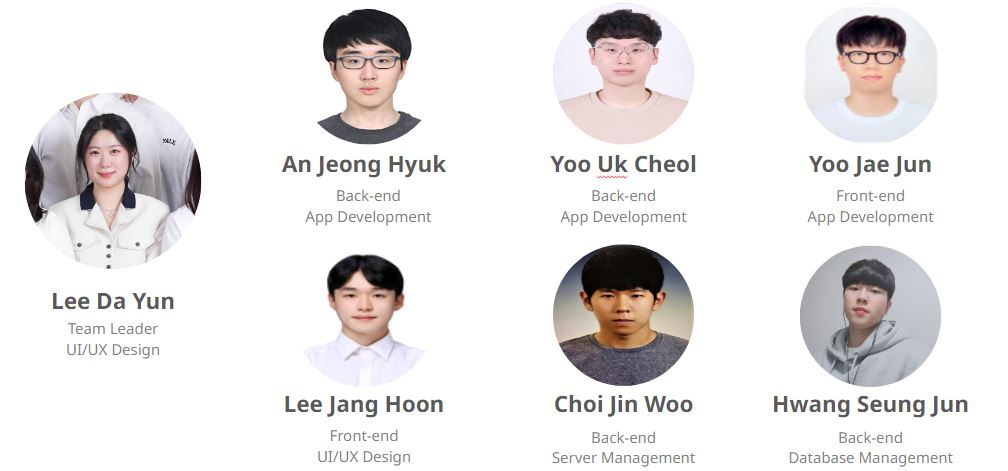 Lee Da Yun
Team Leader
UI/UX Design
An Jeong Hyuk
Back-end
App Development
Yoo Uk Cheol
Back-end
App Development
Yoo Jae Jun
Front-end
App Development
Lee Jang Hoon
Front-end
UI/UX Design
Choi Jin Woo
Back-end
Server Management
Hwang Seung Jun
Back-end
Database Management